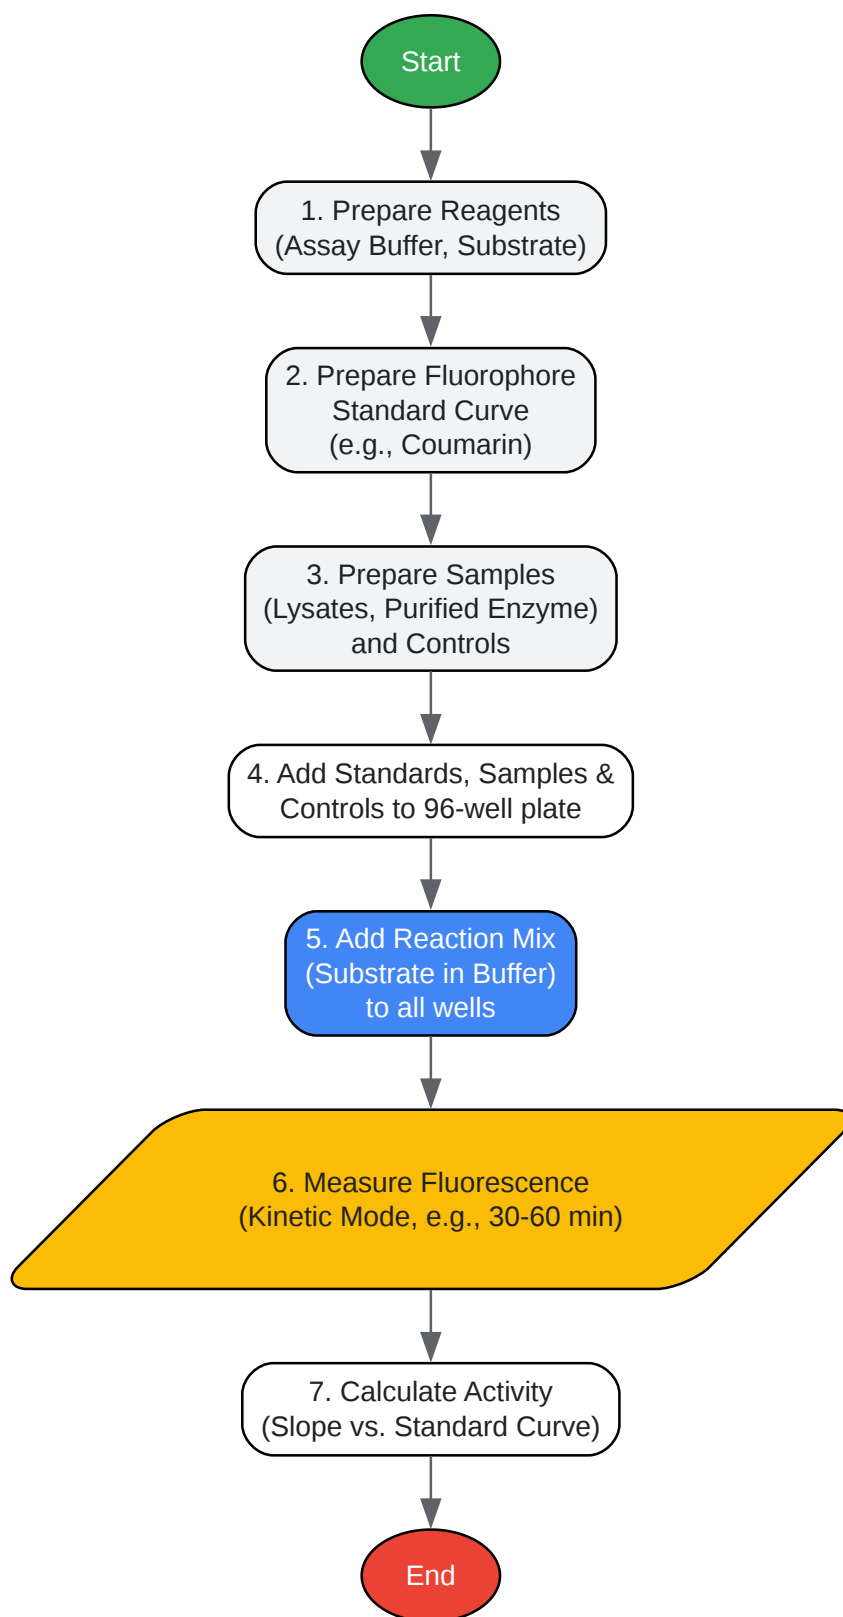 Start
1. Prepare Reagents
(Assay Buffer, Substrate)
2. Prepare Fluorophore
Standard Curve
(e.g., Coumarin)
3. Prepare Samples
(Lysates, Purified Enzyme)
and Controls
4. Add Standards, Samples &
Controls to 96-well plate
5. Add Reaction Mix
(Substrate in Buffer)
to all wells
6. Measure Fluorescence
(Kinetic Mode, e.g., 30-60 min)
7. Calculate Activity
(Slope vs. Standard Curve)
End